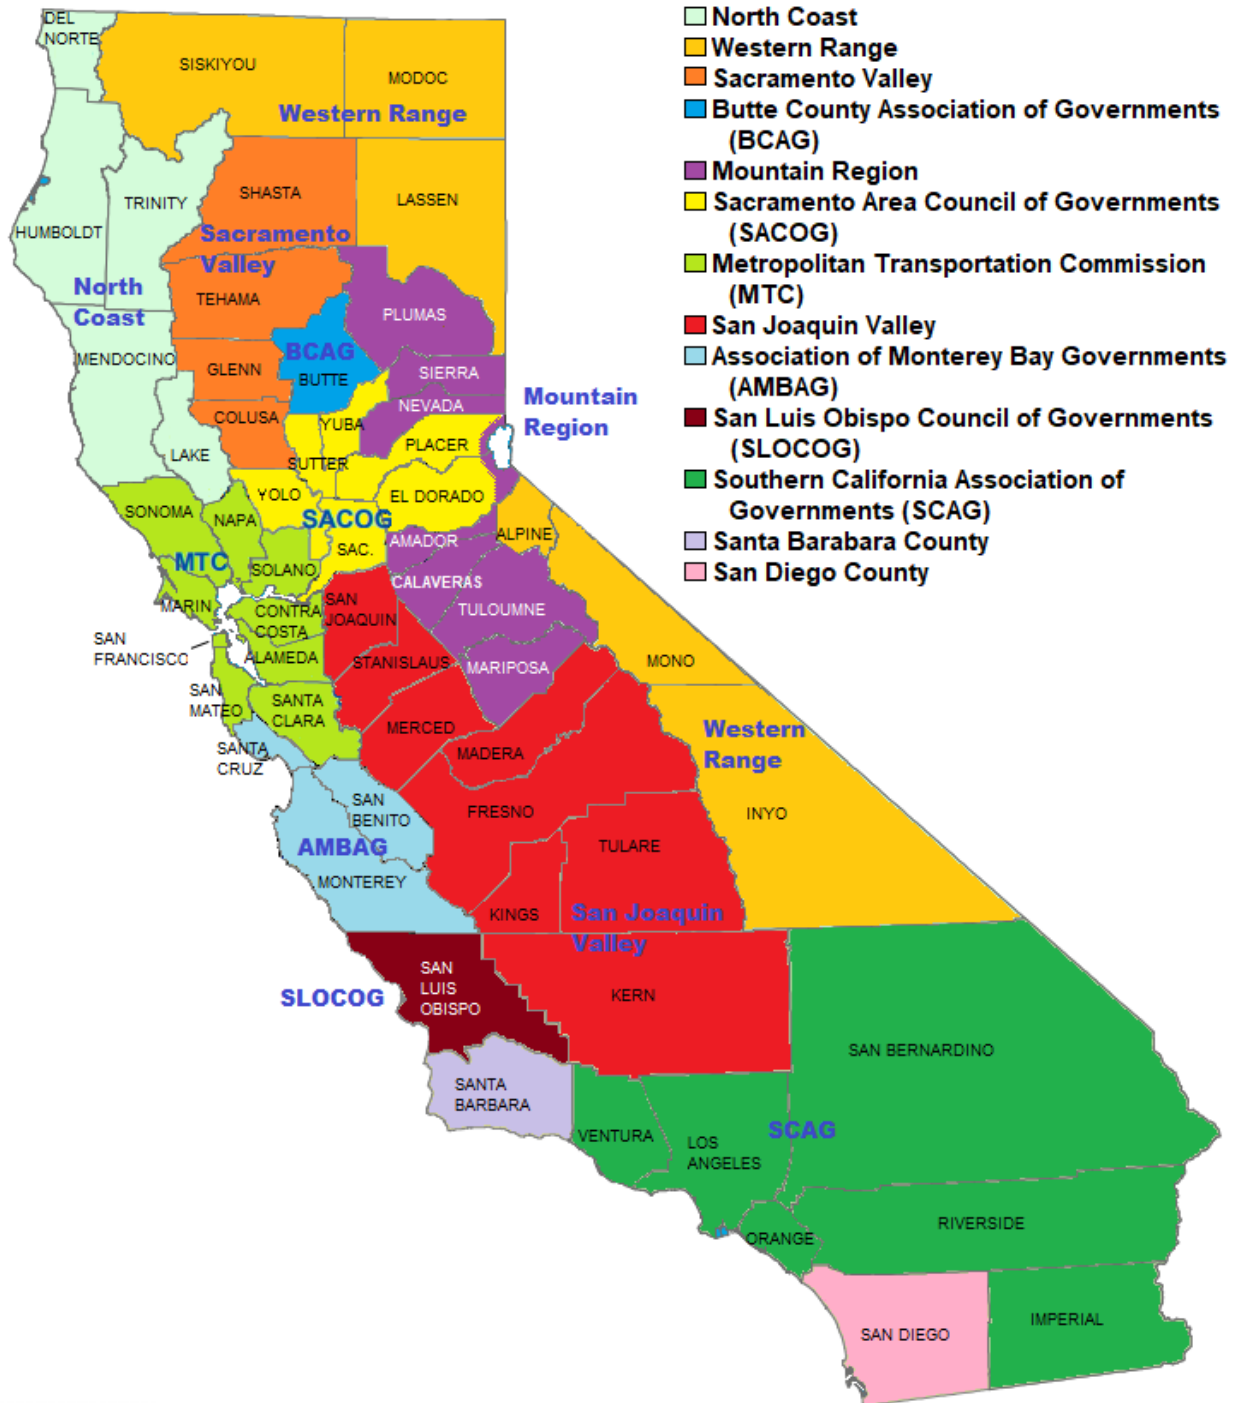 North Coast
Western Range
Sacramento Valley
Butte County Association of Governments
(BCAG)
Mountain Region
Sacramento Area Council of Governments
(SACOG)
Metropolitan Transportation Commission
(MTC)
San Joaquin Valley
Association of Monterey Bay Governments
(AMBAG)
San Luis Obispo Council of Governments
(SLOCOG)
Southern California Association of
Governments (SCAG)
Santa Barabara County
San Diego County
DEL
NORTE
SISKIYOU
MODOC
Western Range
SHASTA
LASSEN
TRINITY
HUMBOLDT
Sacramento
Valley
North
Coast
TEHAMA
PLUMAS
MENDOCINO
GLENN
BCAG
BUTTE
SIERRA
Mountain
Region
COLUSA
YUBA
NEVADA
LAKE
SUTTER
PLACER
YOLO
EL DORADO
SONOMA
NAPA
SACOG
ALPINE
MTC
SOLANO
SAC.
AMADOR
CALAVERAS
MARIN
CONTRA
COSTA
SAN
JOAQUIN
TULOUMNE
SAN
FRANCISCO
ALAMEDA
STANISLAUS
MARIPOSA
MONO
SAN
MATEO
SANTA
CLARA
MERCED
MADERA
Western
Range
SANTA
CRUZ
SAN
BENITO
FRESNO
INYO
AMBAG
TULARE
MONTEREY
KINGS
San Joaquin
Valley
SLOCOG
SAN
LUIS
OBISPO
KERN
SAN BERNARDINO
SANTA
BARBARA
VENTURA
LOS
ANGELES
SCAG
ORANGE
RIVERSIDE
SAN DIEGO
IMPERIAL